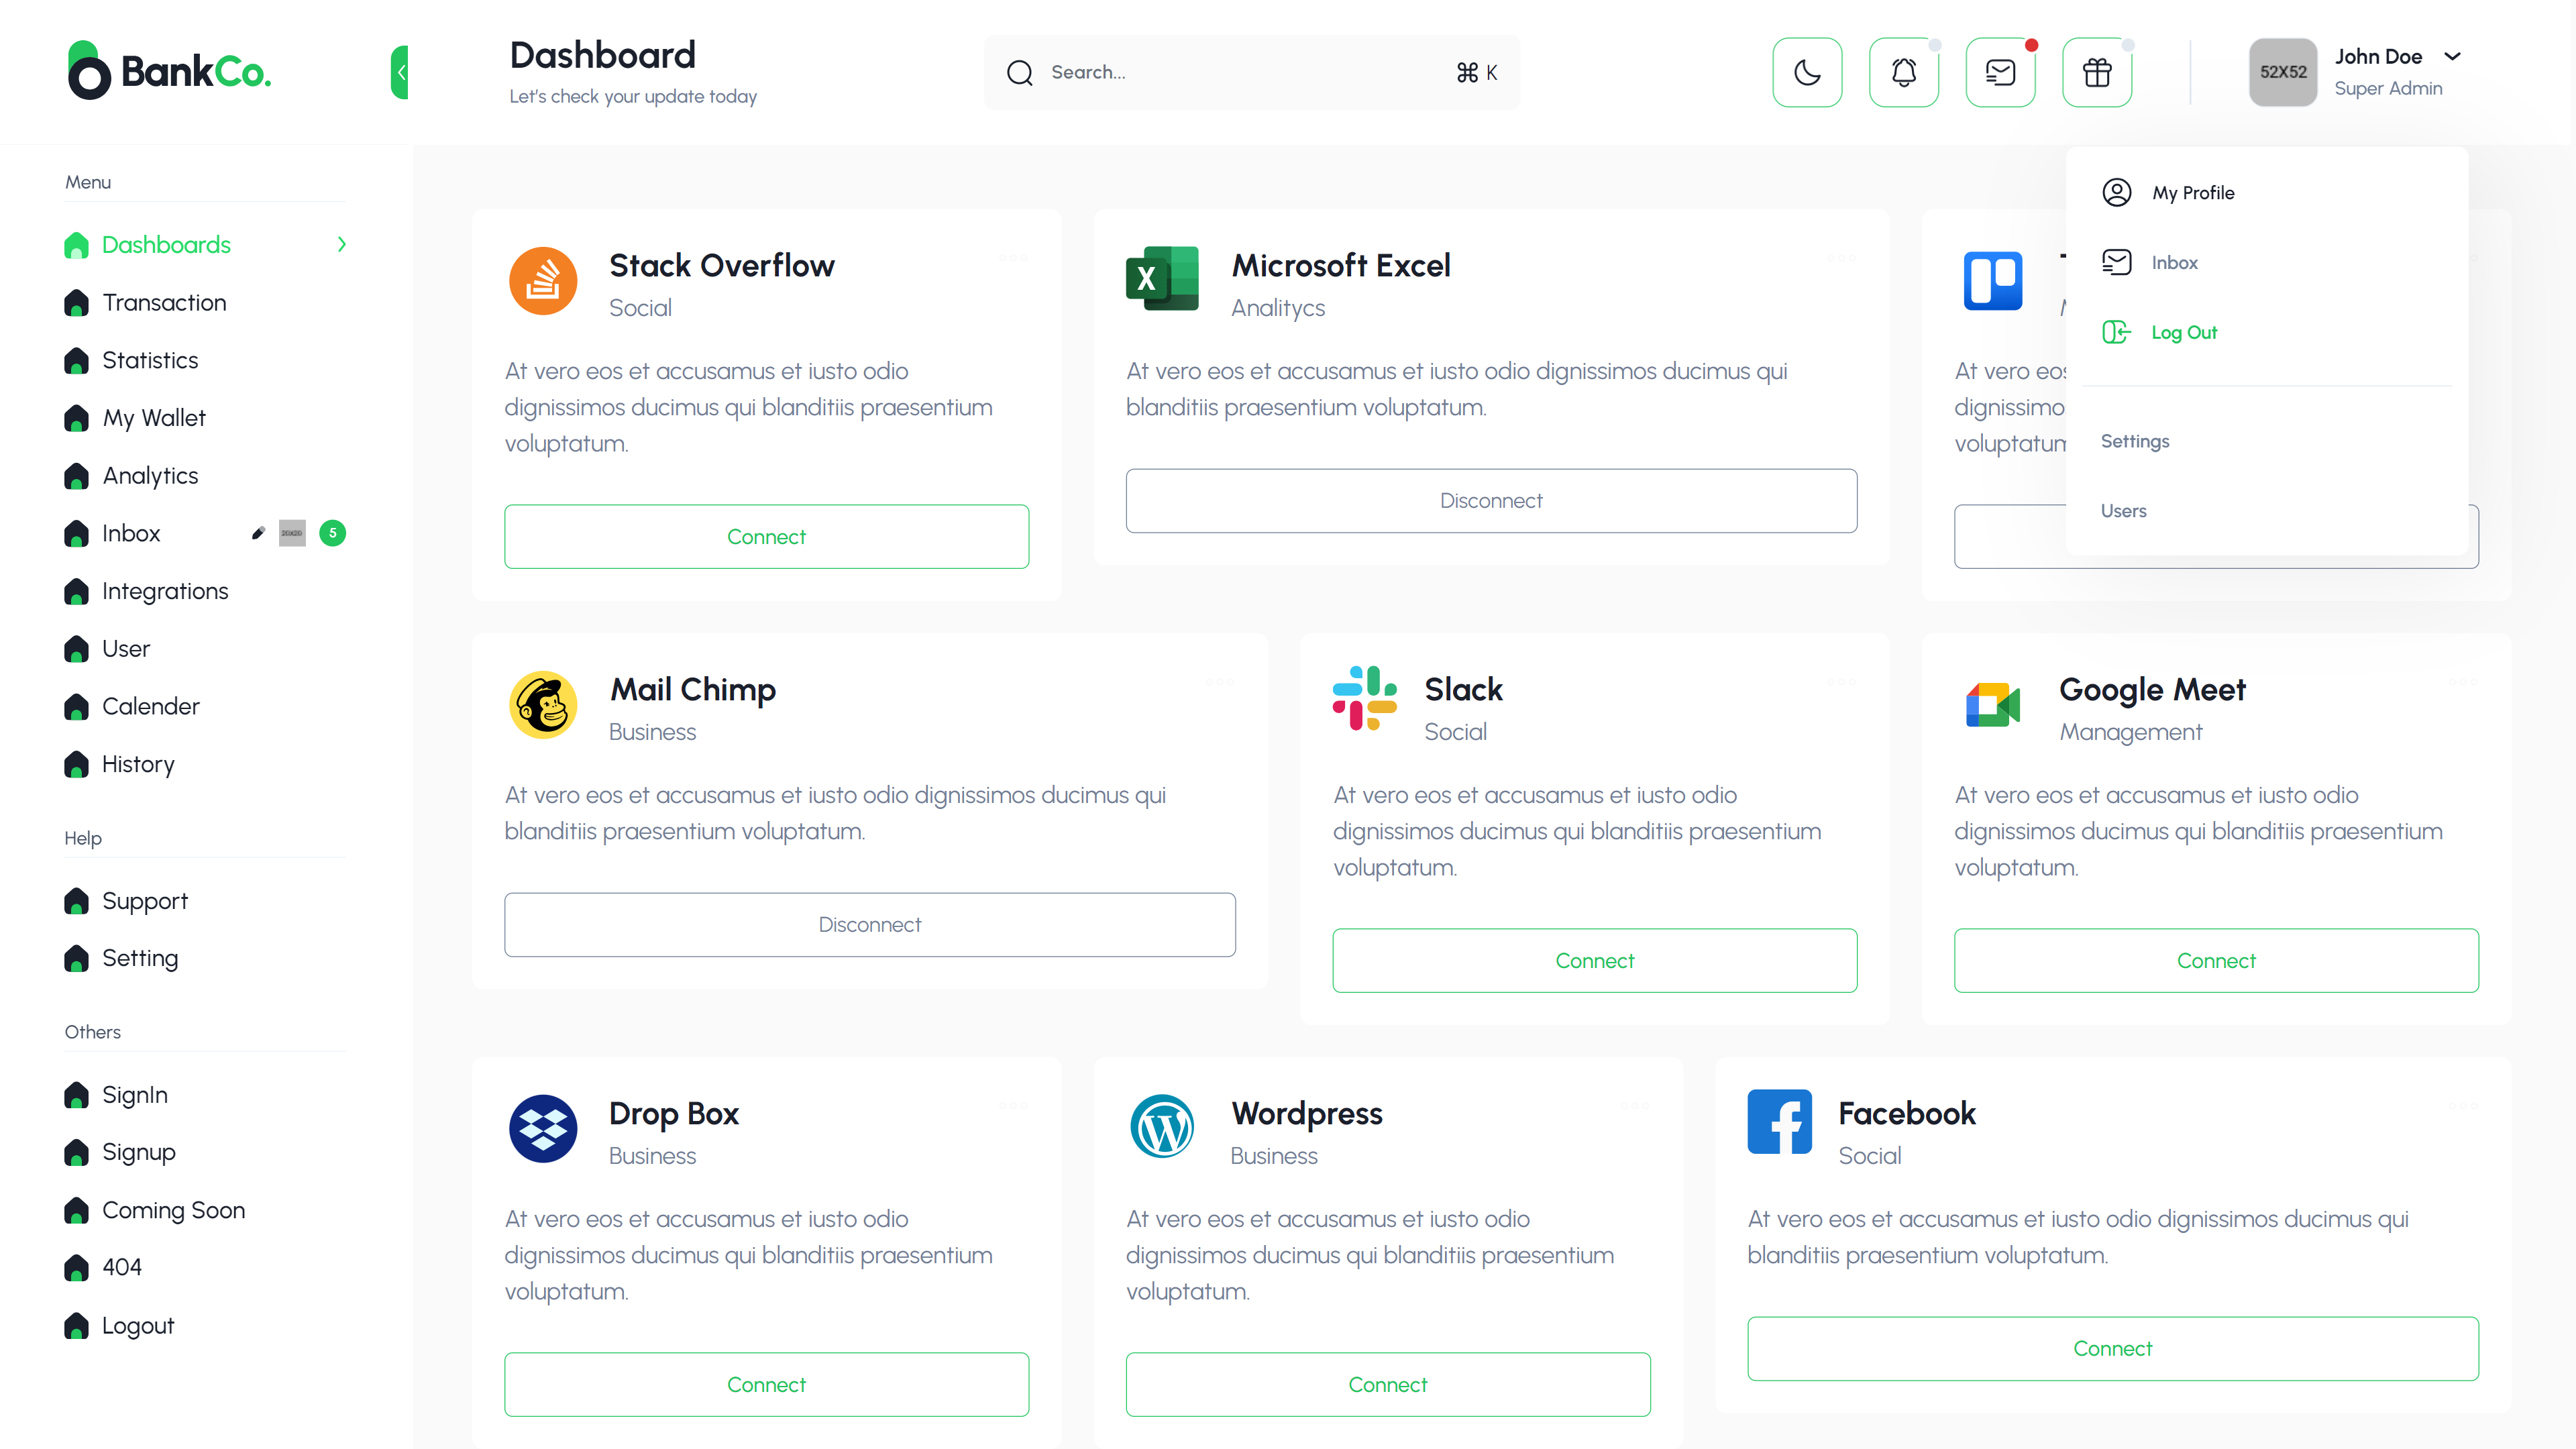 BankCo.
Dashboard
Let's check your update today
Search...
⌘ K
52X52
John Doe
Super Admin
Menu
Dashboards
Transaction
Statistics
My Wallet
Analytics
Inbox
5
Integrations
User
Calender
History
Help
Support
Setting
Others
SignIn
Signup
Coming Soon
404
Logout
My Profile
Inbox
Log Out
Settings
Users
Stack Overflow
Social
At vero eos et accusamus et iusto odio
dignissimos ducimus qui blanditiis praesentium
voluptatum.
Connect
Microsoft Excel
Analitycs
At vero eos et accusamus et iusto odio dignissimos ducimus qui
blanditiis praesentium voluptatum.
Disconnect
At vero
Mail Chimp
Business
At vero eos et accusamus et iusto odio dignissimos ducimus qui
blanditiis praesentium voluptatum.
Disconnect
Slack
Social
At vero eos et accusamus et iusto odio
dignissimos ducimus qui blanditiis praesentium
voluptatum.
Connect
Google Meet
Management
At vero eos et accusamus et iusto odio
dignissimos ducimus qui blanditiis praesentium
voluptatum.
Connect
Drop Box
Business
At vero eos et accusamus et iusto odio
dignissimos ducimus qui blanditiis praesentium
voluptatum.
Connect
Wordpress
Business
At vero eos et accusamus et iusto odio
dignissimos ducimus qui blanditiis praesentium
voluptatum.
Connect
Facebook
Social
At vero eos et accusamus et iusto odio dignissimos ducimus qui
blanditiis praesentium voluptatum.
Connect